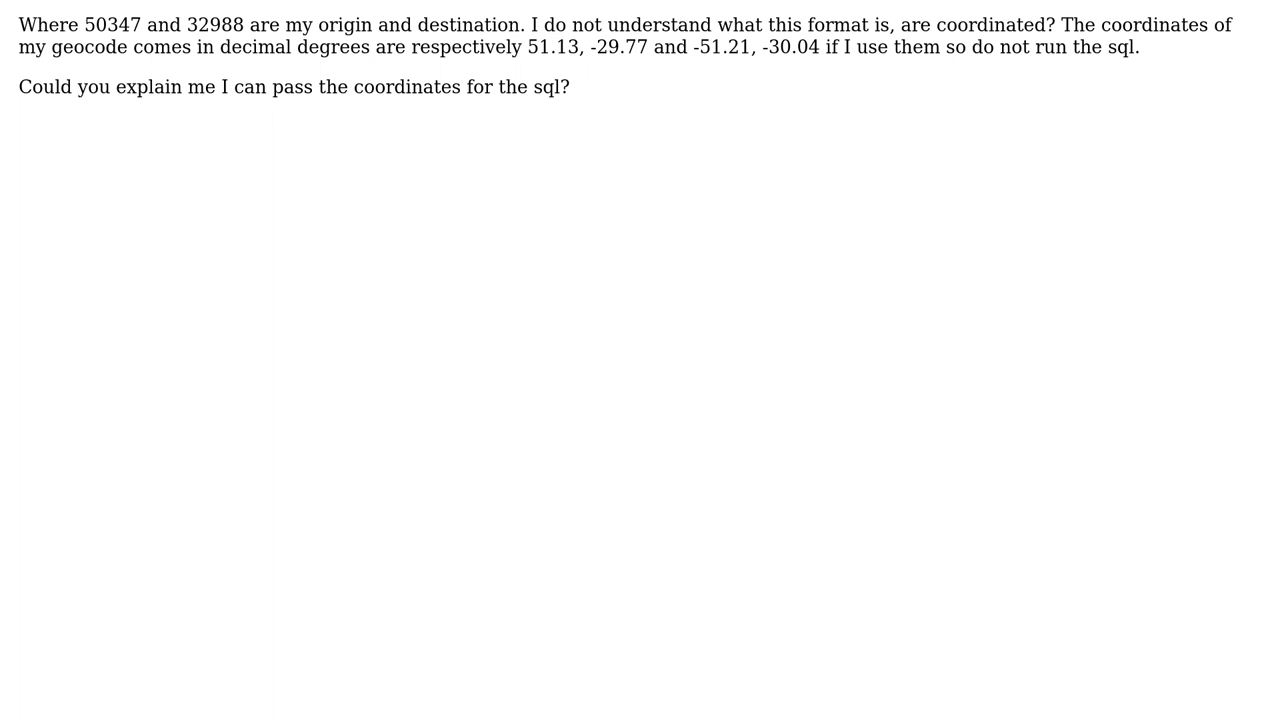 Where 50347 and 32988 are my origin and destination. I do not understand what this format is, are coordinated? The coordinates of
my geocode comes in decimal degrees are respectively 51.13, -29.77 and -51.21, -30.04 if I use them so do not run the sql.
Could you explain me I can pass the coordinates for the sql?